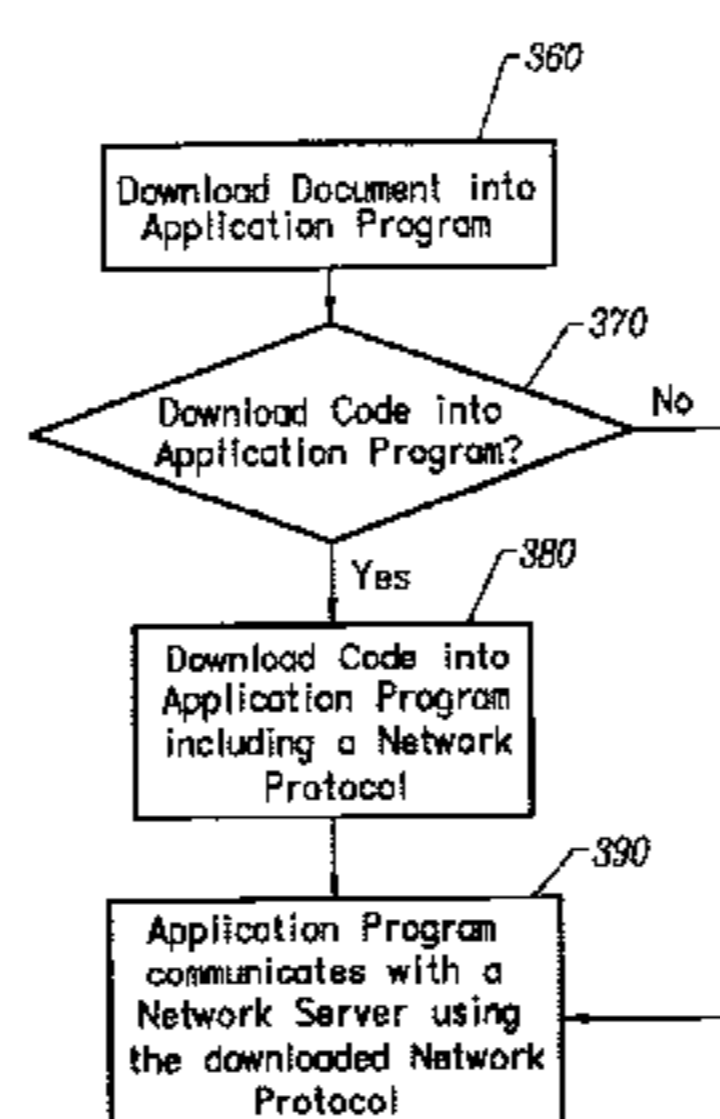 360
Download Document into
Application Program
370
Download Code into
Application Program?
No
Yes
380
Download Code into
Application Program
including a Network
Protocol
390
Application Program
communicates with a
Network Server using
the downloaded Network
Protocol